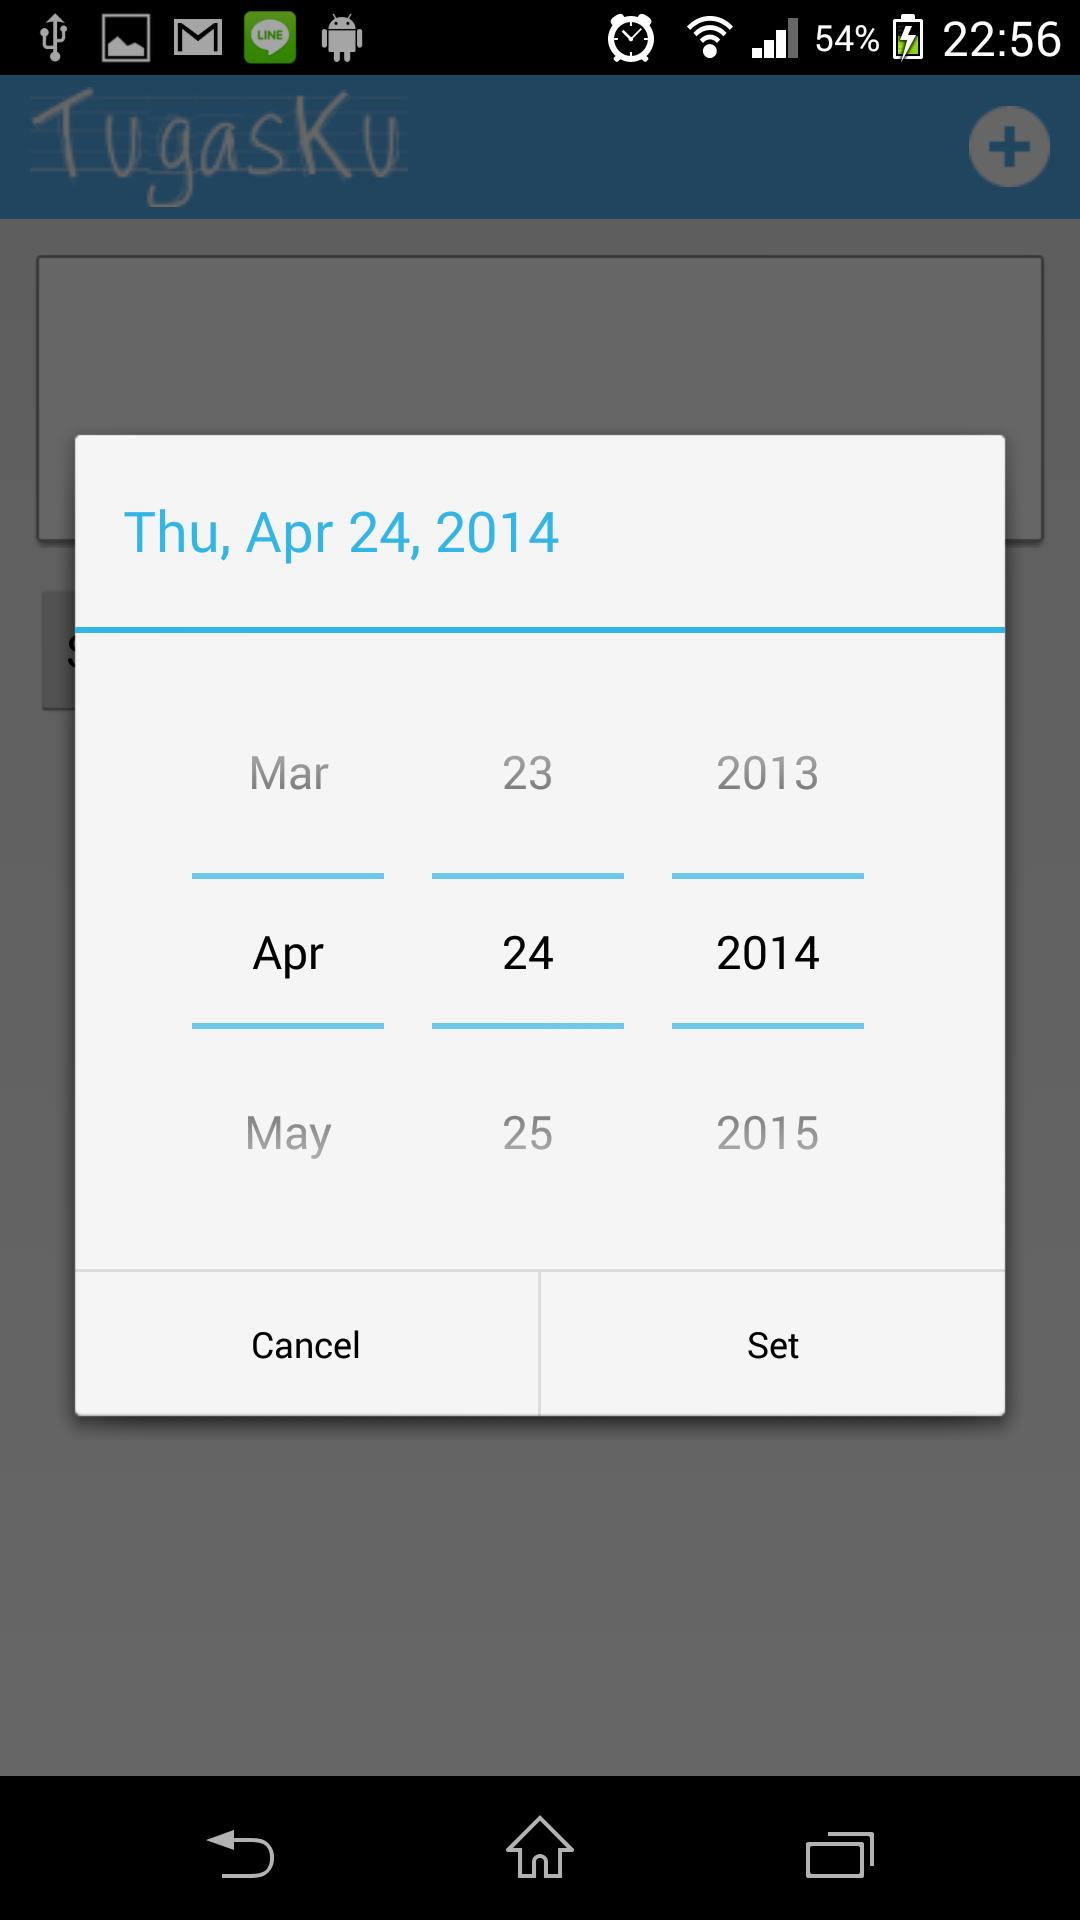 LINE
54%
22:56
TugasKu
Thu, Apr 24, 2014
Mar 23 2013
Apr 24 2014
May 25 2015
Cancel Set